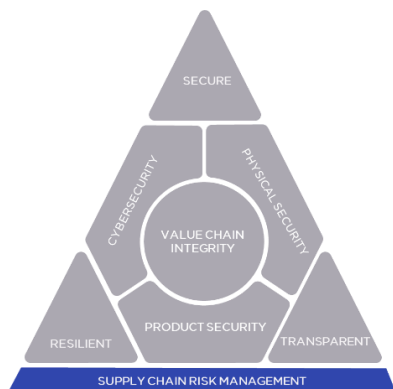 SECURE
CYBERSECURITY
PHYSICAL SECURITY
VALUE CHAIN
INTEGRITY
PRODUCT SECURITY
RESILIENT
TRANSPARENT
SUPPLY CHAIN RISK MANAGEMENT